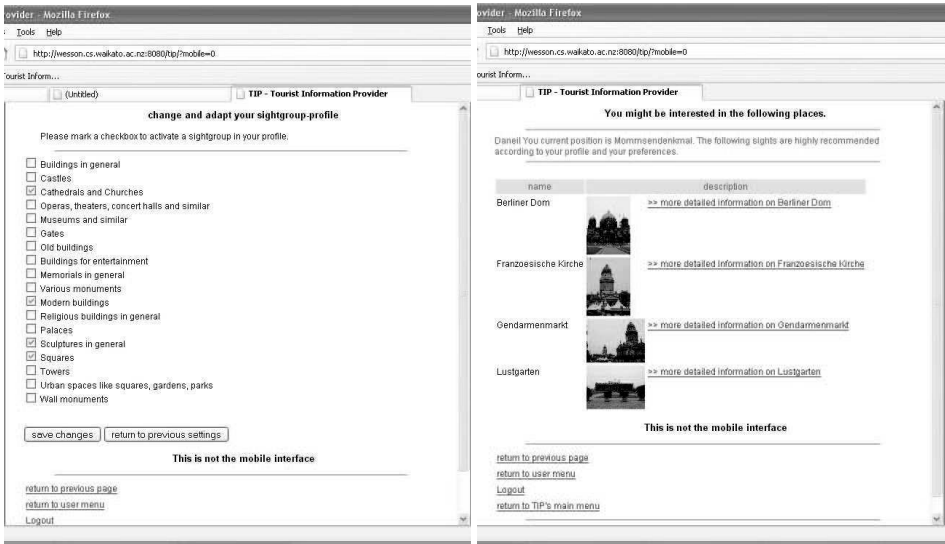 ovider - Mozilla Firefox
s Tools Help
http://wesson.cs.waikato.ac.nz:8080/tip/?mobile=0
Tourist Inform...
(Untitled)
TIP - Tourist Information Provider
change and adapt your sightgroup-profile
Please mark a checkbox to activate a sightgroup in your profile.
Buildings in general
Castles
Cathedrals and Churches
Operas, theaters, concert halls and similar
Museums and similar
Gates
Old buildings
Buildings for entertainment
Memorials in general
Various monuments
Modern buildings
Religious buildings in general
Palaces
Sculptures in general
Squares
Towers
Urban spaces like squares, gardens, parks
Wall monuments
save changes return to previous settings
This is not the mobile interface
return to previous page
return to user menu
Logout
ovider - Mozilla Firefox
Tools Help
http://wesson.cs.waikato.ac.nz:8080/tip/?mobile=0
ourist Inform...
TIP - Tourist Information Provider
You might be interested in the following places.
Daneil You current position is Mommsendenkmal. The following sights are highly recommended
according to your profile and your preferences.
name description
Berliner Dom >> more detailed information on Berliner Dom
Franzoesische Kirche >> more detailed information on Franzoesische Kirche
Gendarmenmarkt >> more detailed information on Gendarmenmarkt
Lustgarten >> more detailed information on Lustgarten
This is not the mobile interface
return to previous page
return to user menu
Logout
return to TIP's main menu